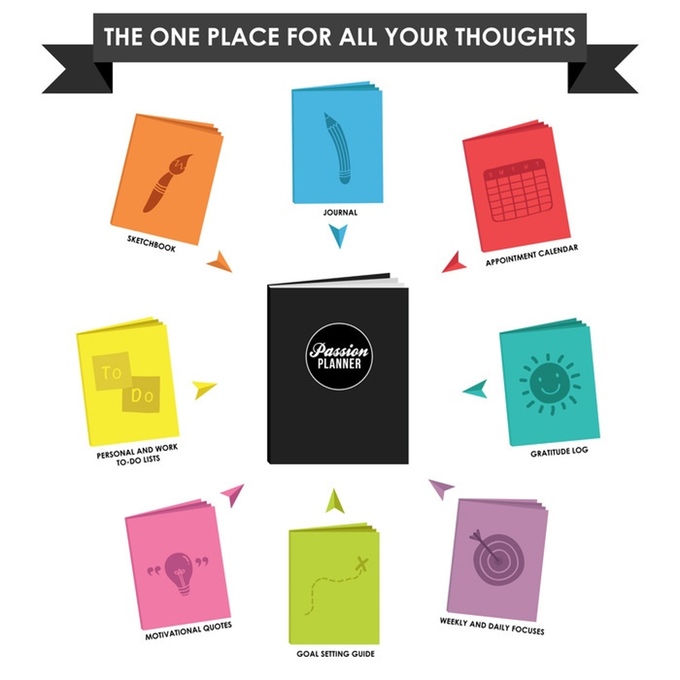 THE ONE PLACE FOR ALL YOUR THOUGHTS
JOURNAL
SKETCHBOOK
APPOINTMENT CALENDAR
Passion
PLANNER
To
Do
PERSONAL AND WORK
TO-DO LISTS
GRATITUDE LOG
MOTIVATIONAL QUOTES
WEEKLY AND DAILY FOCUSES
GOAL SETTING GUIDE